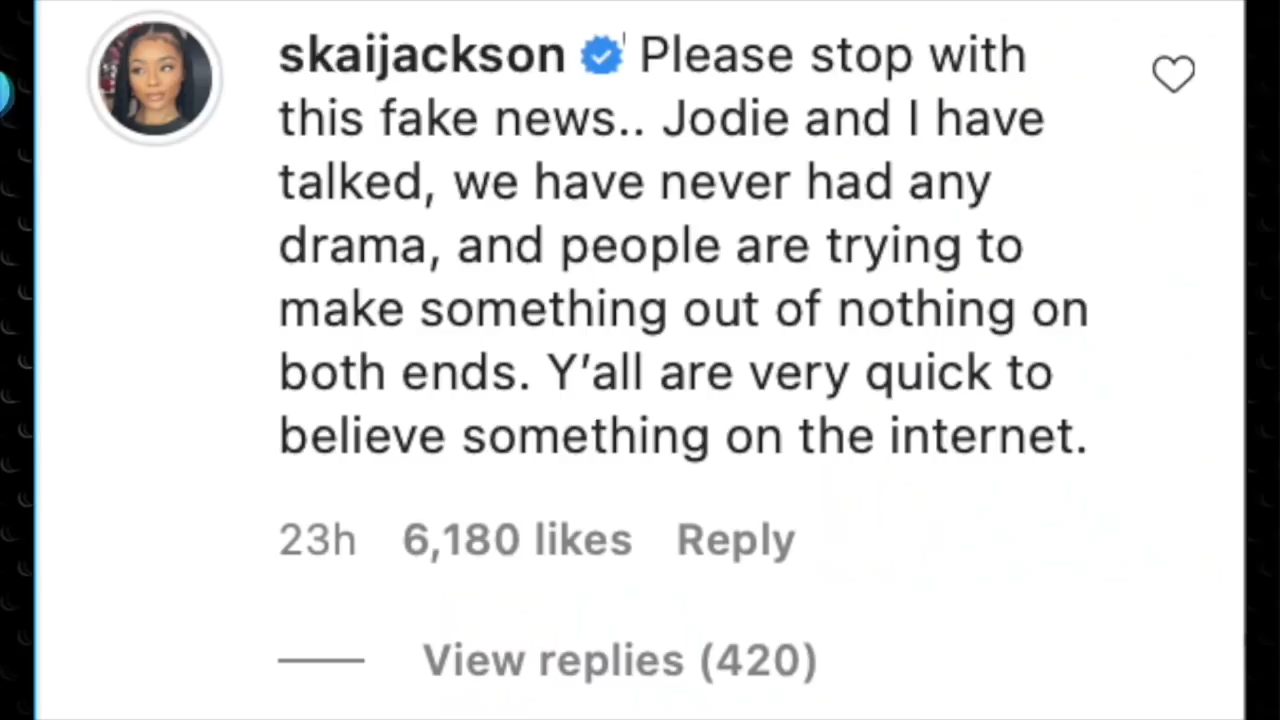 skaijackson Please stop with
this fake news.. Jodie and I have
talked, we have never had any
drama, and people are trying to
make something out of nothing on
both ends. Y’all are very quick to
believe something on the internet.
23h 6,180 likes Reply
View replies (420)